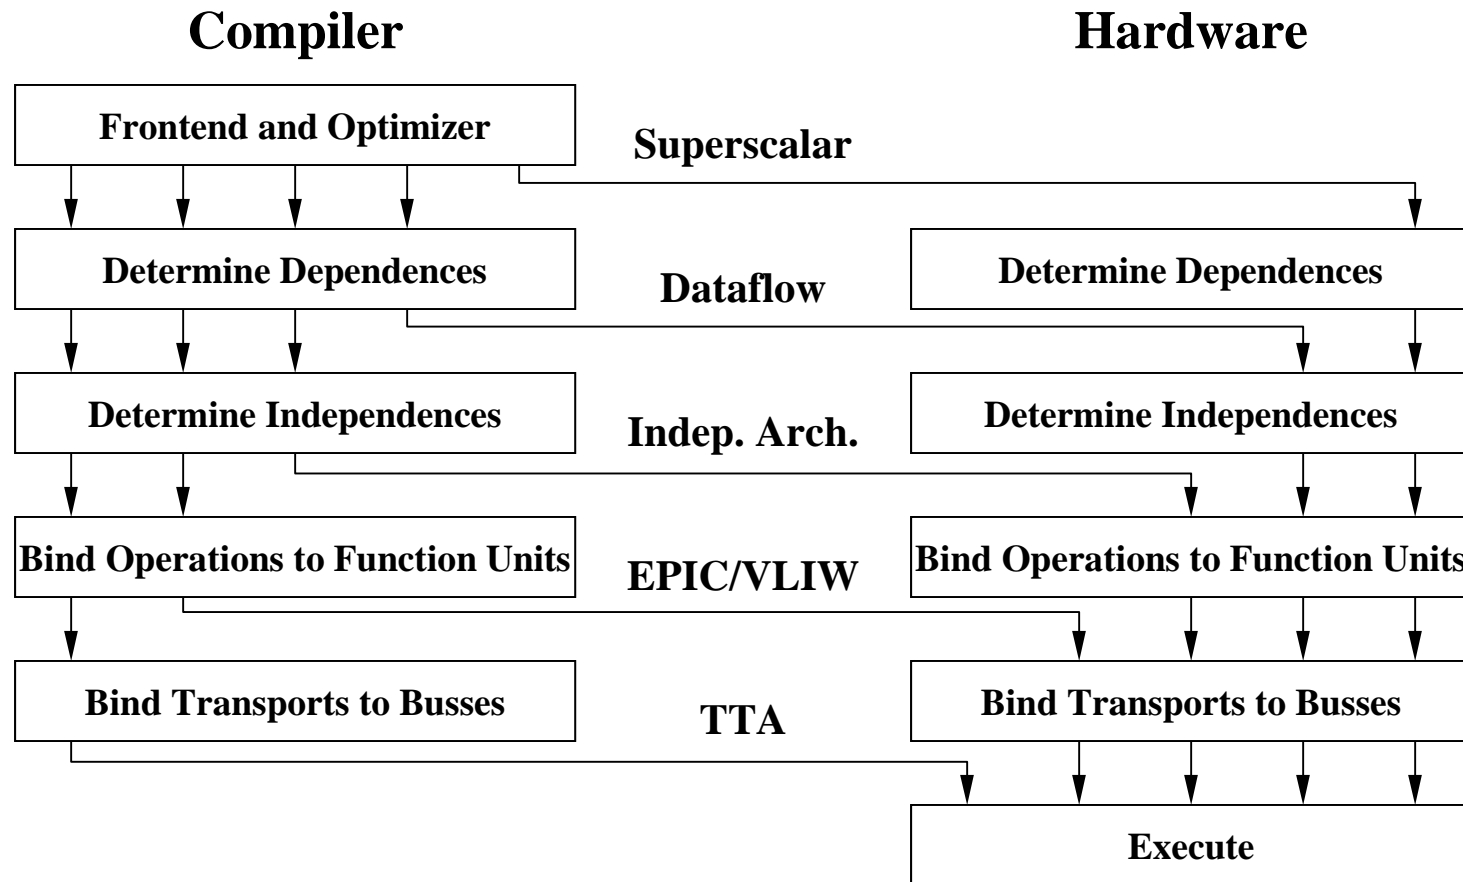 Compiler
Hardware
Frontend and Optimizer
Superscalar
Determine Dependences
Determine Dependences
Dataflow
Determine Independences
Determine Independences
Indep. Arch.
Bind Operations to Function Units
Bind Operations to Function Units
EPIC/VLIW
Bind Transports to Busses
Bind Transports to Busses
TTA
Execute